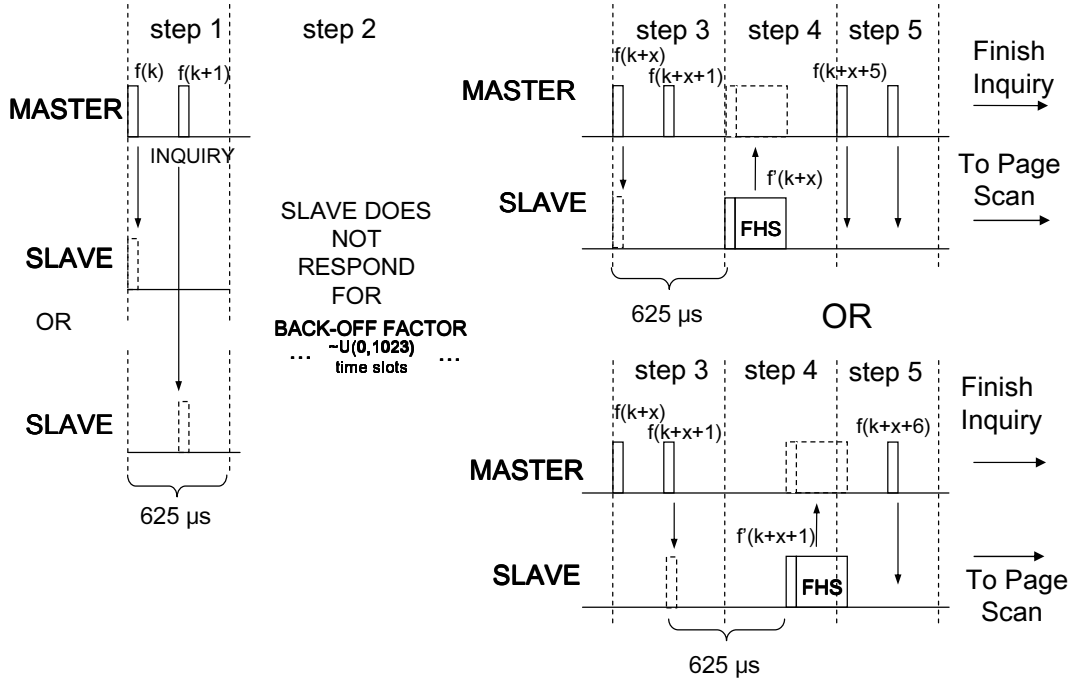 step 1
step 2
f(k)
f(k+1)
MASTER
INQUIRY
SLAVE
OR
SLAVE
625 µs
SLAVE DOES
NOT
RESPOND
FOR
BACK-OFF FACTOR
... ~U(0,1023) ...
time slots
step 3
step 4
step 5
f(k+x)
f(k+x+1)
f(k+x+5)
Finish
Inquiry
MASTER
f'(k+x)
To Page
Scan
SLAVE
FHS
625 µs
OR
step 3
step 4
step 5
f(k+x)
f(k+x+1)
f(k+x+6)
Finish
Inquiry
MASTER
f'(k+x+1)
SLAVE
FHS
To Page
Scan
625 µs